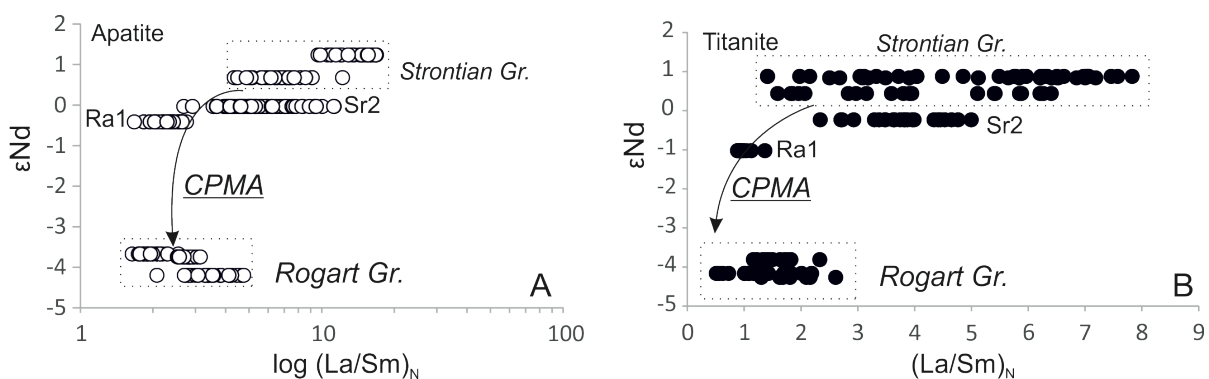 Apatite
Strontian Gr.
Sr2
Ra1
CPMA
Rogart Gr.
A
εNd
2
1
0
-1
-2
-3
-4
-5
1
10
100
log (La/Sm)N
Titanite
Strontian Gr.
Sr2
Ra1
CPMA
Rogart Gr.
B
εNd
2
1
0
-1
-2
-3
-4
-5
0
1
2
3
4
5
6
7
8
9
(La/Sm)N